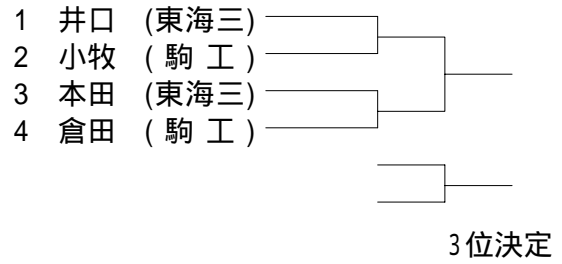 1 井口 (東海三)
2 小牧 (駒 工)
3 本田 (東海三)
4 倉田 (駒 工)
3位決定